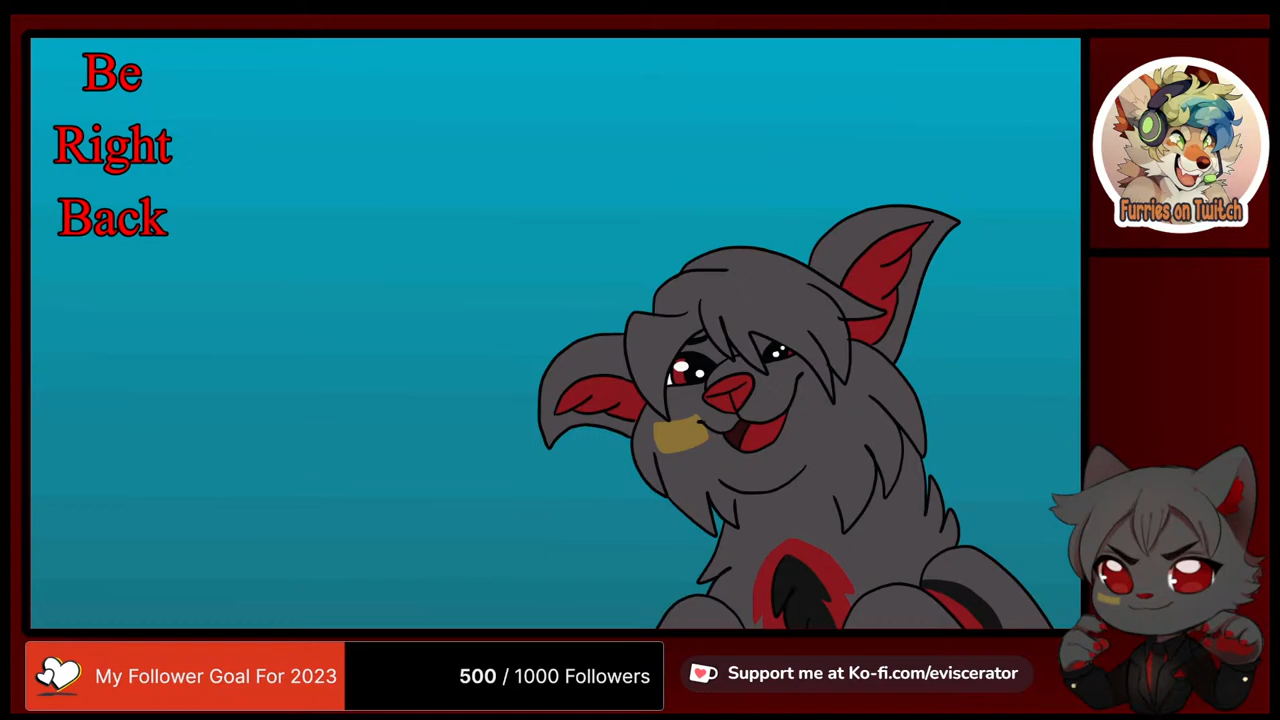 Be
Right
Back
Furries on Twitch
My Follower Goal For 2023
500 / 1000 Followers
Support me at Ko-fi.com/eviscerator